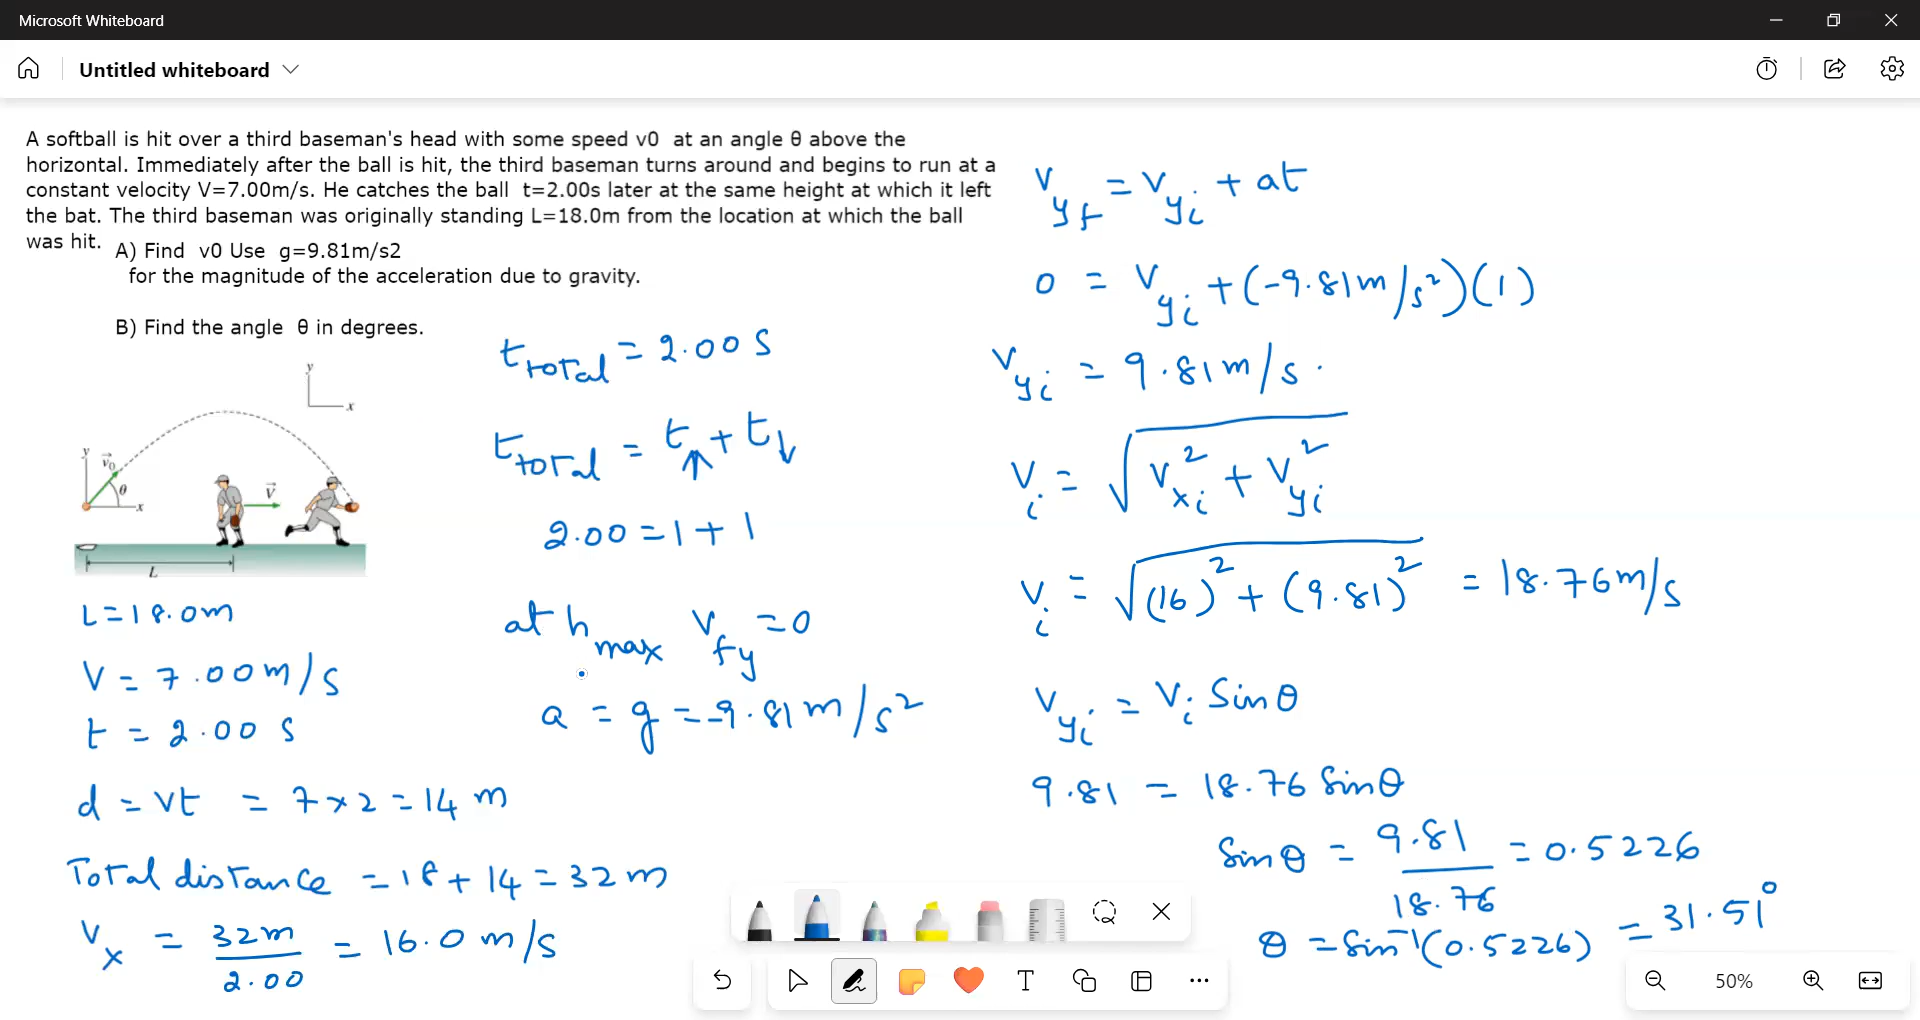 Microsoft Whiteboard
Untitled whiteboard
A softball is hit over a third baseman's head with some speed v0 at an angle θ above the
horizontal. Immediately after the ball is hit, the third baseman turns around and begins to run at a
constant velocity V=7.00m/s. He catches the ball t=2.00s later at the same height at which it left
the bat. The third baseman was originally standing L=18.0m from the location at which the ball
was hit.
A) Find v0 Use g=9.81m/s2
for the magnitude of the acceleration due to gravity.
B) Find the angle θ in degrees.
y
x
y
v⃗0
θ
x
V⃗
L
L=18.0m
V = 7.00m/s
t = 2.00 s
d = vt = 7×2 = 14 m
Total distance = 18 + 14 = 32 m
Vx = 32m/2.00 = 16.0 m/s
t total = 2.00 s
t total = t↑ + t↓
2.00 = 1 + 1
at h max Vfy = 0
a = g = -9.81 m/s²
Vyf = Vyi + at
0 = Vyi + (-9.81m/s²)(1)
Vyi = 9.81m/s.
Vi = √(Vxi² + Vyi²)
Vi = √((16)² + (9.81)²) = 18.76m/s
Vyi = Vi Sinθ
9.81 = 18.76 Sinθ
Sinθ = 9.81/18.76 = 0.5226
θ = Sin⁻¹(0.5226) = 31.51°
T
50%